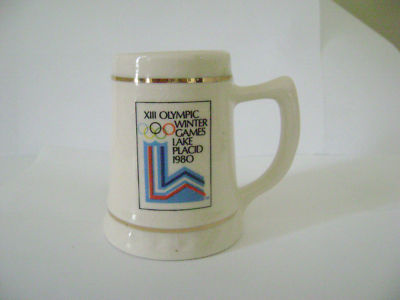 XIII OLYMPIC
WINTER
GAMES
LAKE
PLACID
1980